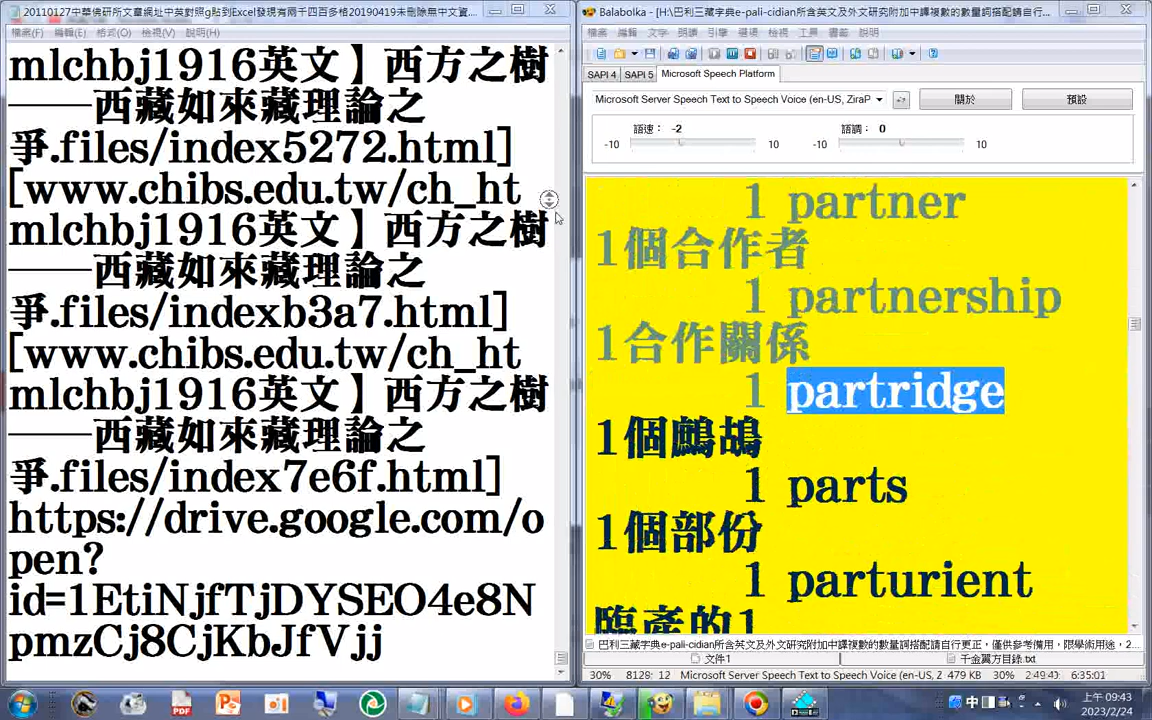 20110127中華佛研所文章網址中英對照g貼到Excel發現有兩千四百多格20190419未刪除無中文資...
檔案(F) 編輯(E) 格式(O) 檢視(V) 說明(H)
mlchbj1916英文】西方之樹
——西藏如來藏理論之
爭.files/index5272.html]
[www.chibs.edu.tw/ch_ht
mlchbj1916英文】西方之樹
——西藏如來藏理論之
爭.files/indexb3a7.html]
[www.chibs.edu.tw/ch_ht
mlchbj1916英文】西方之樹
——西藏如來藏理論之
爭.files/index7e6f.html]
https://drive.google.com/o
pen?
id=1EtiNjfTjDYSEO4e8N
pmzCj8CjKbJfVjj
Balabolka - [H:\巴利三藏字典e-pali-cidian所含英文及外文研究附加中譯複數的數量詞搭配請自行...
檔案 編輯 文字 朗讀 引擎 選項 檢視 工具 書籤 說明
SAPI 4 SAPI 5 Microsoft Speech Platform
Microsoft Server Speech Text to Speech Voice (en-US, ZiraP
關於 預設
語速： -2 語調： 0
-10 10 -10 10
1 partner
1個合作者
1 partnership
1合作關係
1 partridge
1個鷓鴣
1 parts
1個部份
1 parturient
臨產的1
巴利三藏字典e-pali-cidian所含英文及外文研究附加中譯複數的數量詞搭配請自行更正，僅供參考備用，限學術用途，2...
文件1 千金翼方目錄.txt
30% 8128: 12 Microsoft Server Speech Text to Speech Voice (en-US, Z 479 KB 30% 2:49:43 6:35:01
PDF 中 上午 09:43
2023/2/24